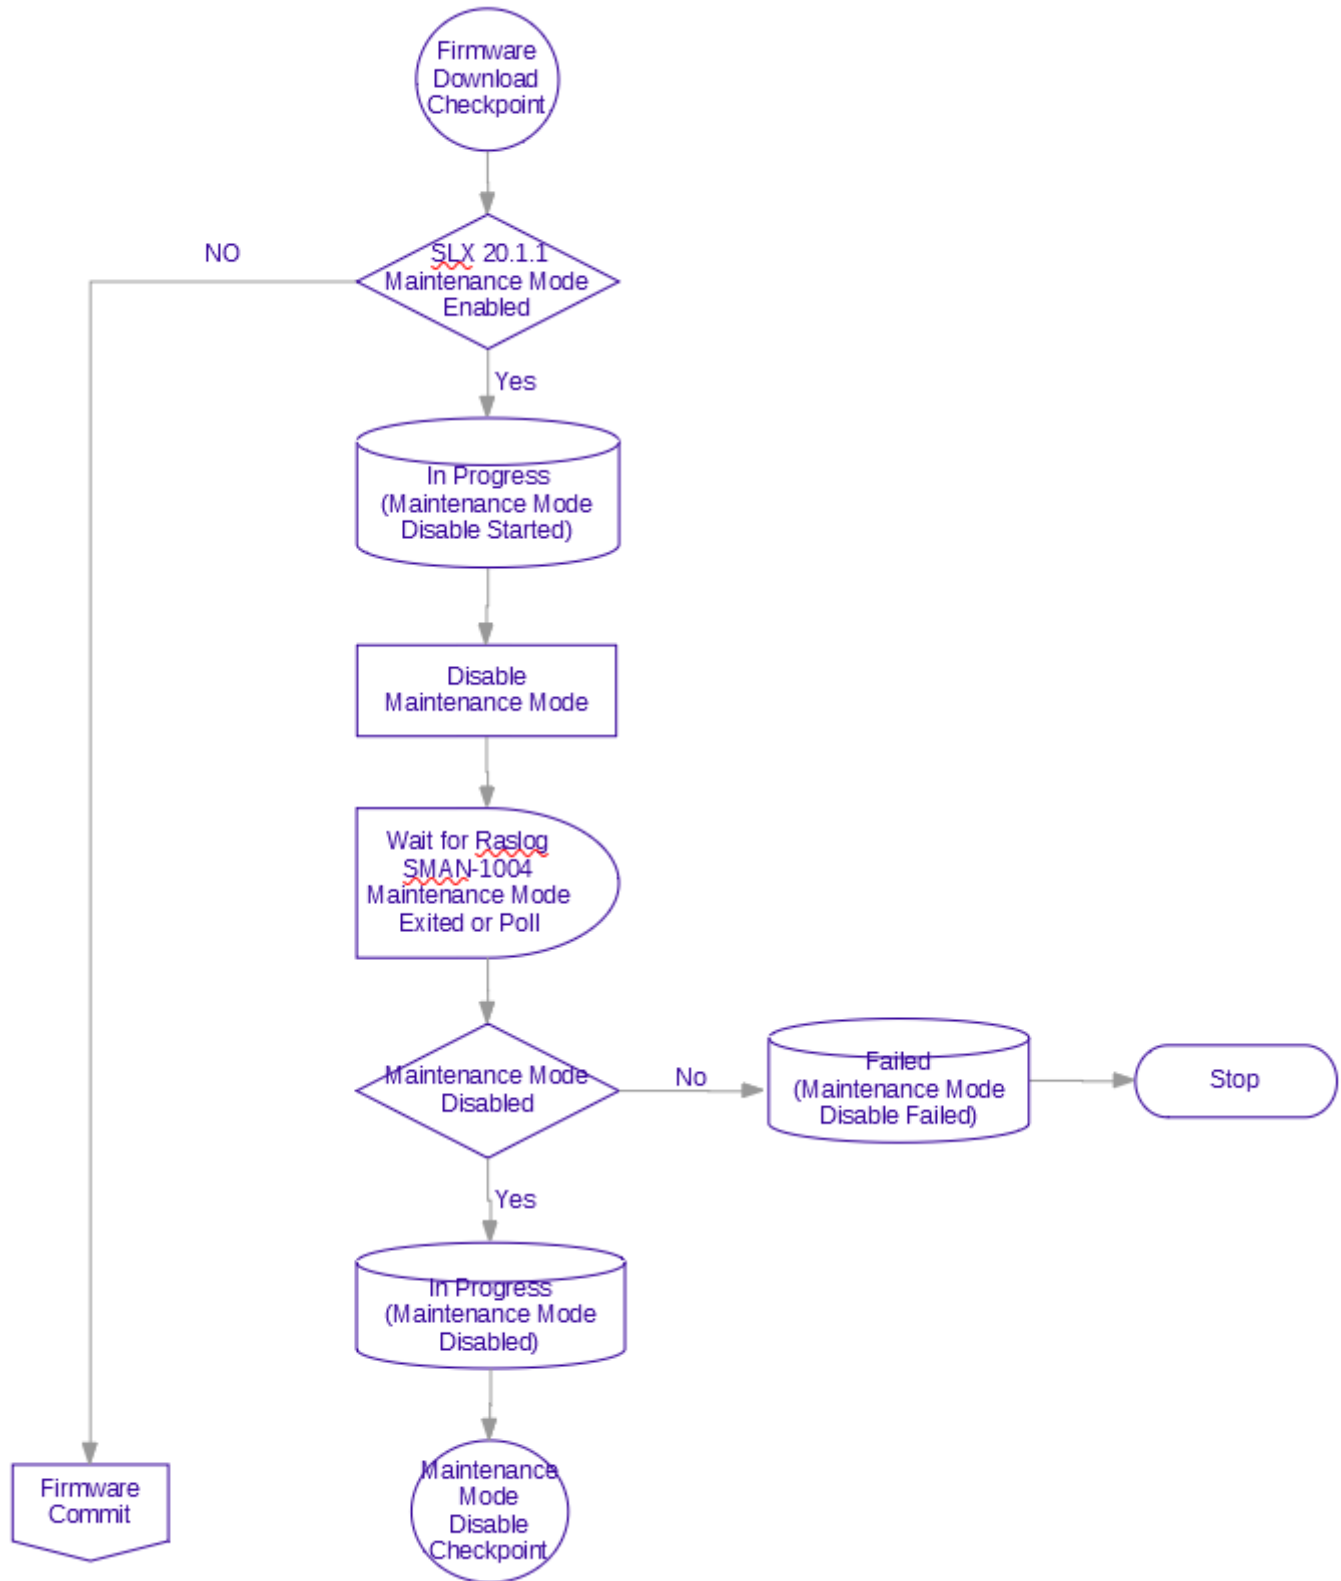 Firmware
Download
Checkpoint
NO
SLX 20.1.1
Maintenance Mode
Enabled
Yes
In Progress
(Maintenance Mode
Disable Started)
Disable
Maintenance Mode
Wait for Raslog
SMAN-1004
Maintenance Mode
Exited or Poll
Maintenance Mode
Disabled
No
Failed
(Maintenance Mode
Disable Failed)
Stop
Yes
In Progress
(Maintenance Mode
Disabled)
Firmware
Commit
Maintenance
Mode
Disable
Checkpoint